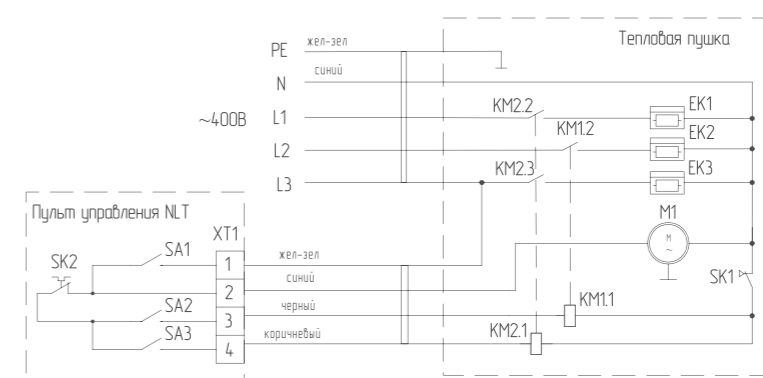 Тепловая пушка
PE жел-зел
N синий
~400В L1 KM2.2 EK1
L2 KM1.2 EK2
L3 KM2.3 EK3
Пульт управления NLT
XT1
M1
M
~
SK2 SA1 1 жел-зел
2 синий SK1
SA2 3 черный KM1.1
SA3 4 коричневый KM2.1